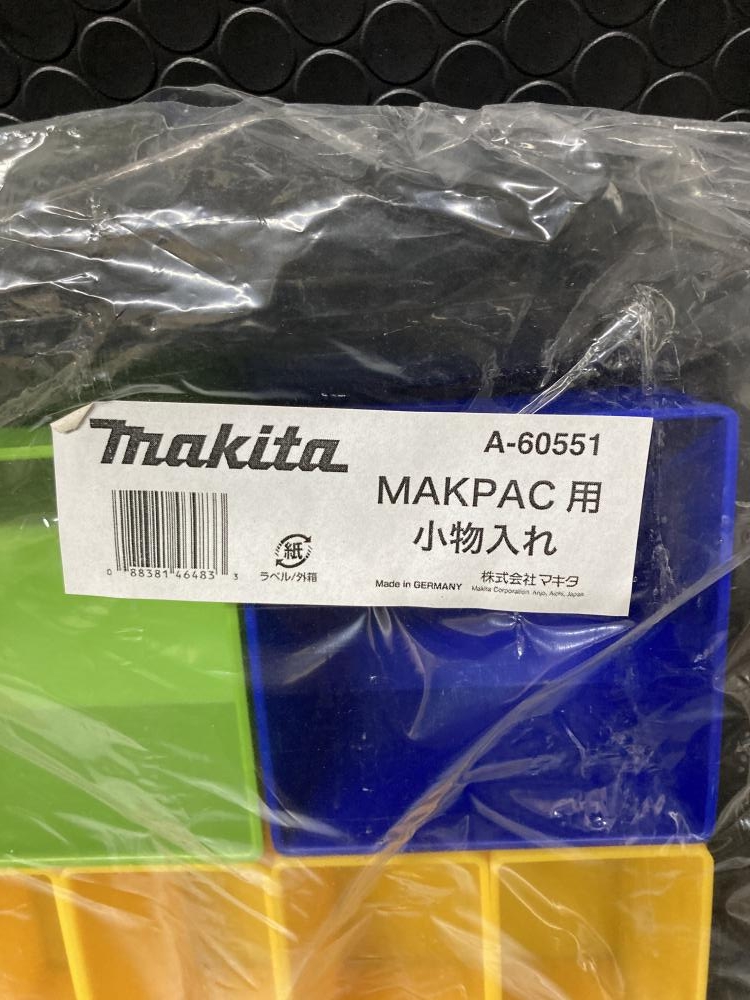 makita
A-60551
MAKPAC 用
小物入れ
0 88381 46483 3
紙
ラベル/外箱
Made in GERMANY
株式会社マキタ
Makita Corporation Anjo, Aichi, Japan